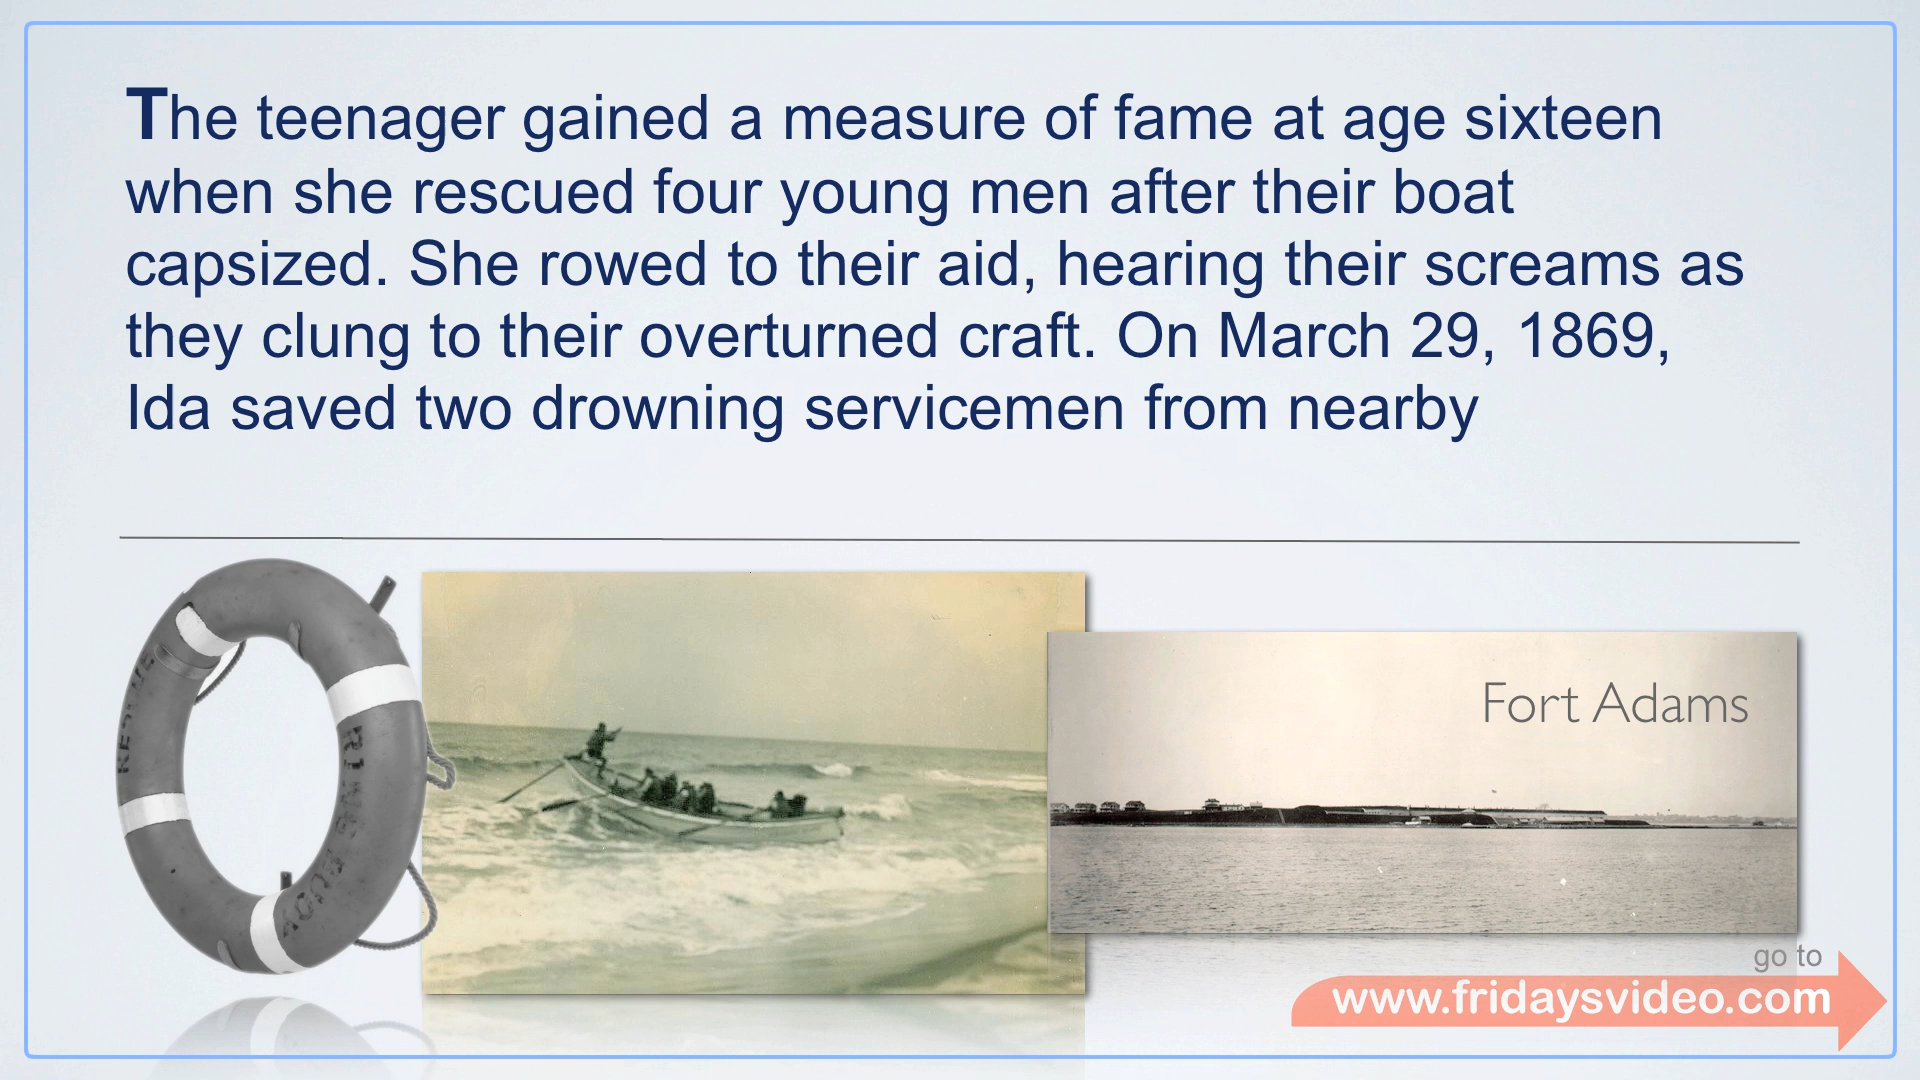 The teenager gained a measure of fame at age sixteen
when she rescued four young men after their boat
capsized. She rowed to their aid, hearing their screams as
they clung to their overturned craft. On March 29, 1869,
Ida saved two drowning servicemen from nearby
Fort Adams
go to
www.fridaysvideo.com